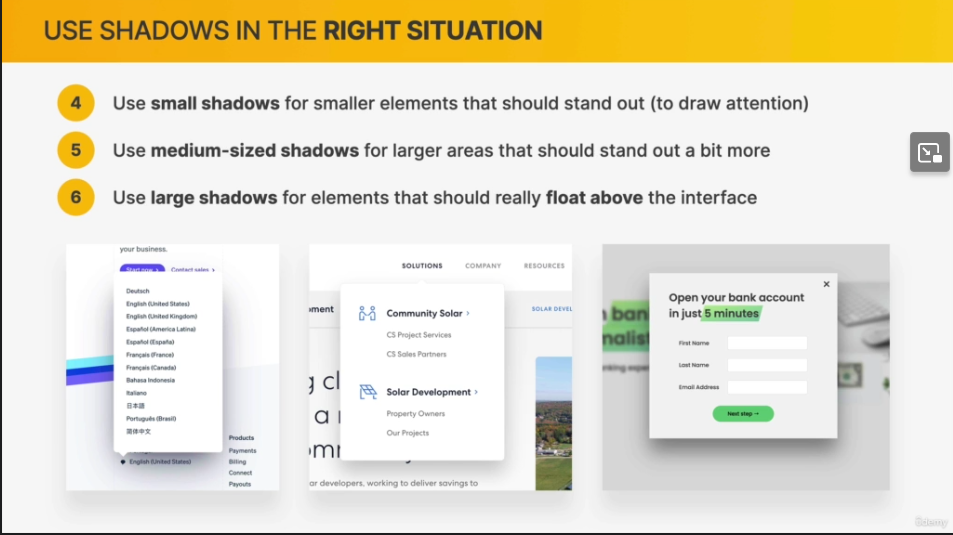 USE SHADOWS IN THE RIGHT SITUATION
4 Use small shadows for smaller elements that should stand out (to draw attention)
5 Use medium-sized shadows for larger areas that should stand out a bit more
6 Use large shadows for elements that should really float above the interface
your business.
Start now › Contact sales ›
Deutsch
English (United States)
English (United Kingdom)
Español (America Latina)
Español (España)
Français (France)
Français (Canada)
Bahasa Indonesia
Italiano
日本語
Português (Brasil)
简体中文
English (United States)
Products
Payments
Billing
Connect
Payouts
SOLUTIONS COMPANY RESOURCES
ment
SOLAR DEVEL
Community Solar ›
CS Project Services
CS Sales Partners
Solar Development ›
Property Owners
Our Projects
g cl
a r
om
ar developers, working to deliver savings to
×
Open your bank account
in just 5 minutes
First Name
Last Name
Email Address
Next step →
bank
nalist
nking exper
Udemy